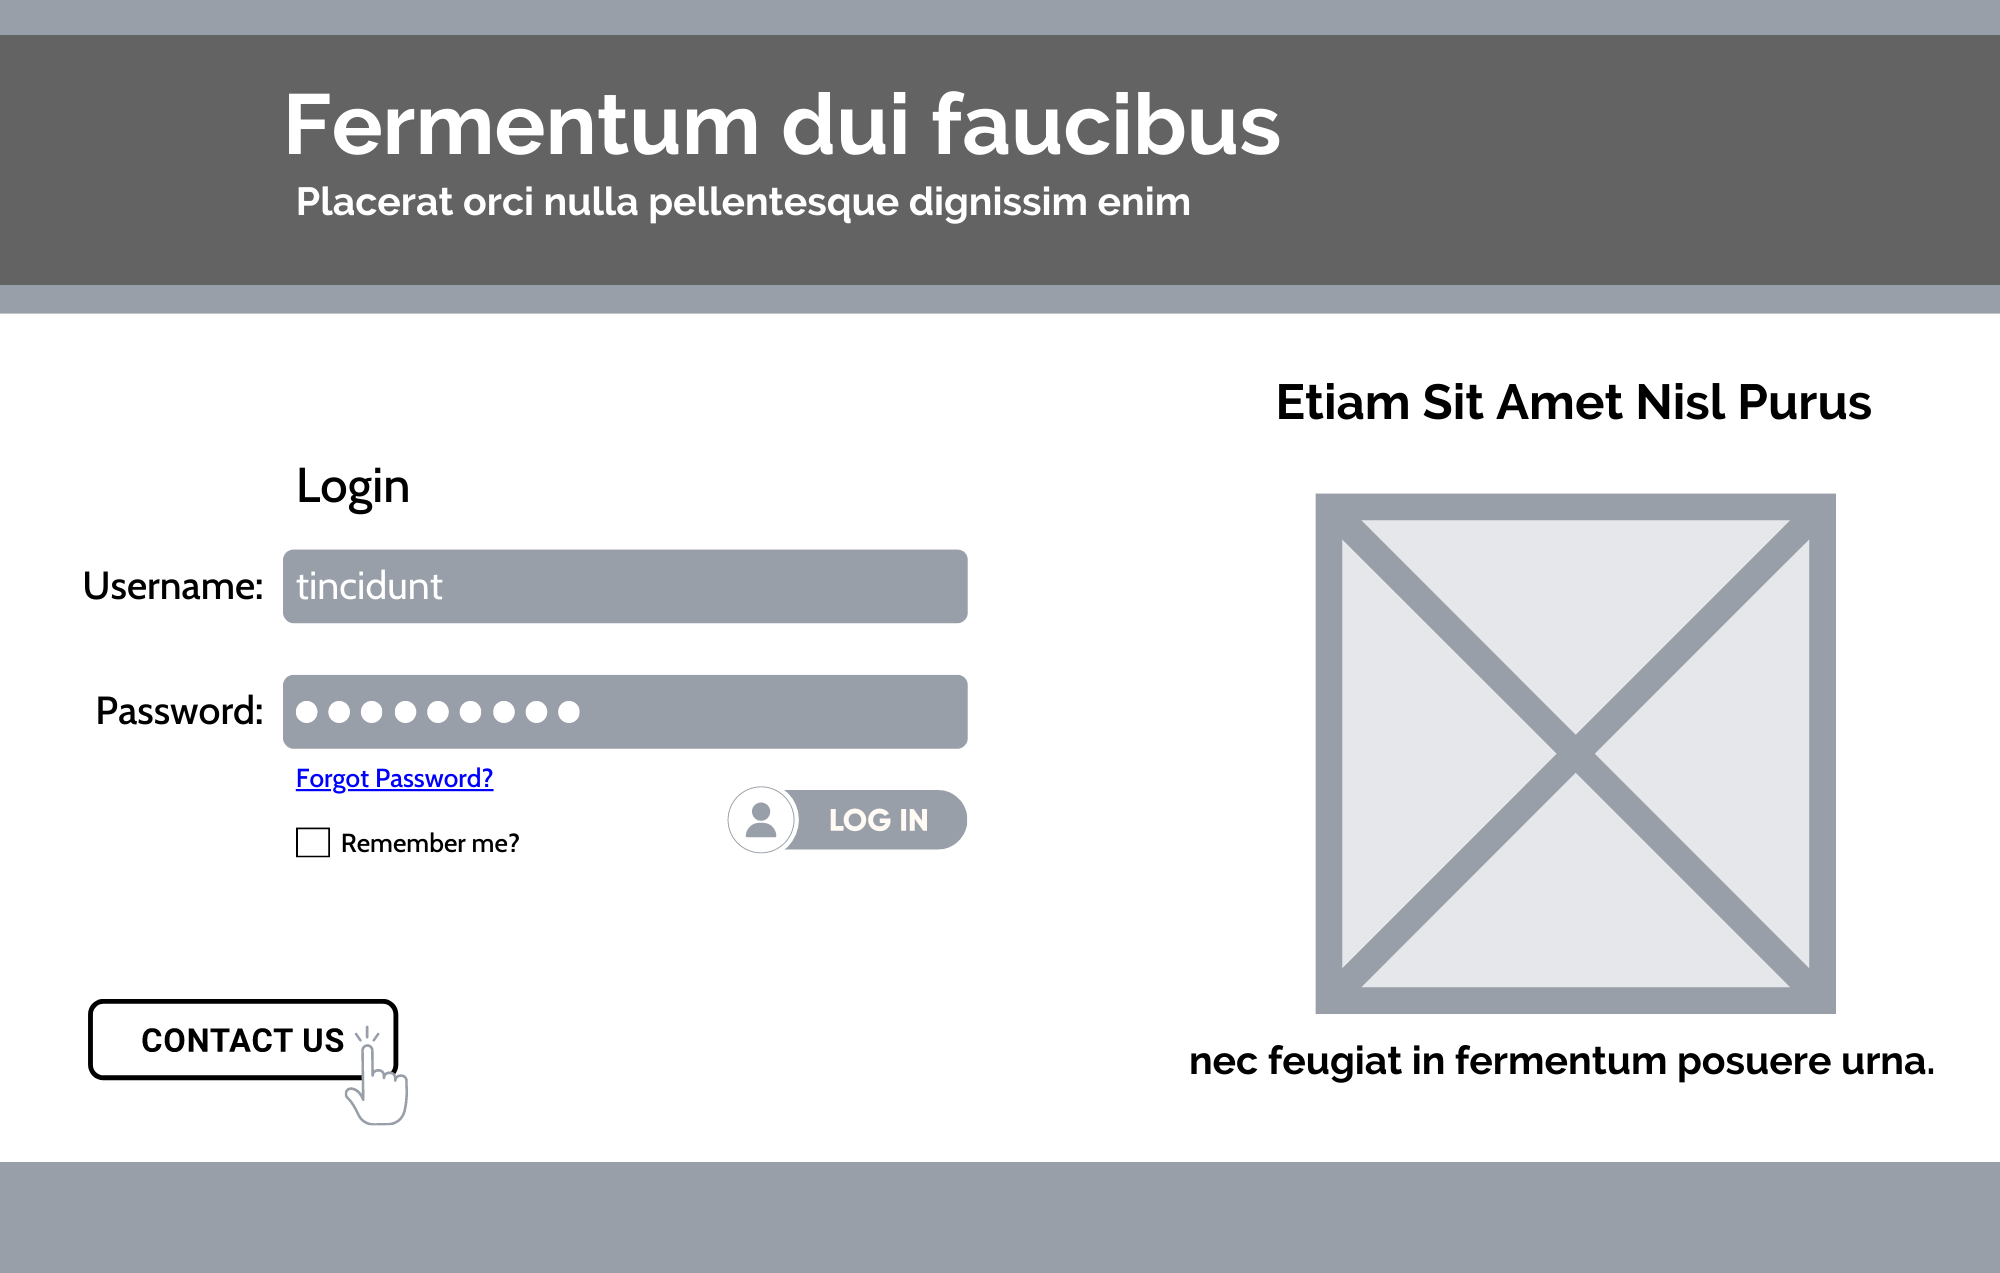 Fermentum dui faucibus
Placerat orci nulla pellentesque dignissim enim
Login
Username: tincidunt
Password:
Forgot Password?
Remember me?
LOG IN
CONTACT US
Etiam Sit Amet Nisl Purus
nec feugiat in fermentum posuere urna.